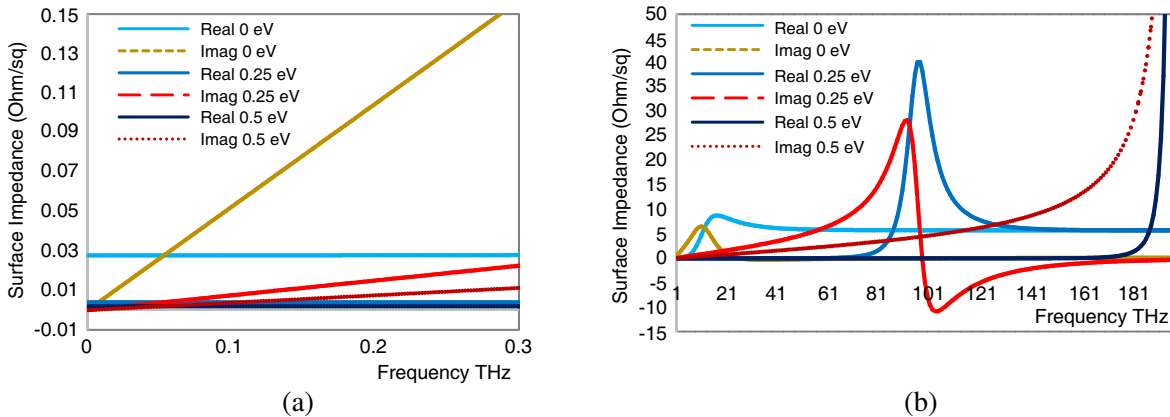 0.15
0.13
0.11
0.09
0.07
0.05
0.03
0.01
-0.01
Surface Impedance (Ohm/sq)
Real 0 eV
Imag 0 eV
Real 0.25 eV
Imag 0.25 eV
Real 0.5 eV
Imag 0.5 eV
0 0.1 0.2 0.3
Frequency THz
(a)
50
45
40
35
30
25
20
15
10
5
0
-5
-10
-15
Surface Impedance (Ohm/sq)
Real 0 eV
Imag 0 eV
Real 0.25 eV
Imag 0.25 eV
Real 0.5 eV
Imag 0.5 eV
1 21 41 61 81 101 121 141 161 181
Frequency THz
(b)